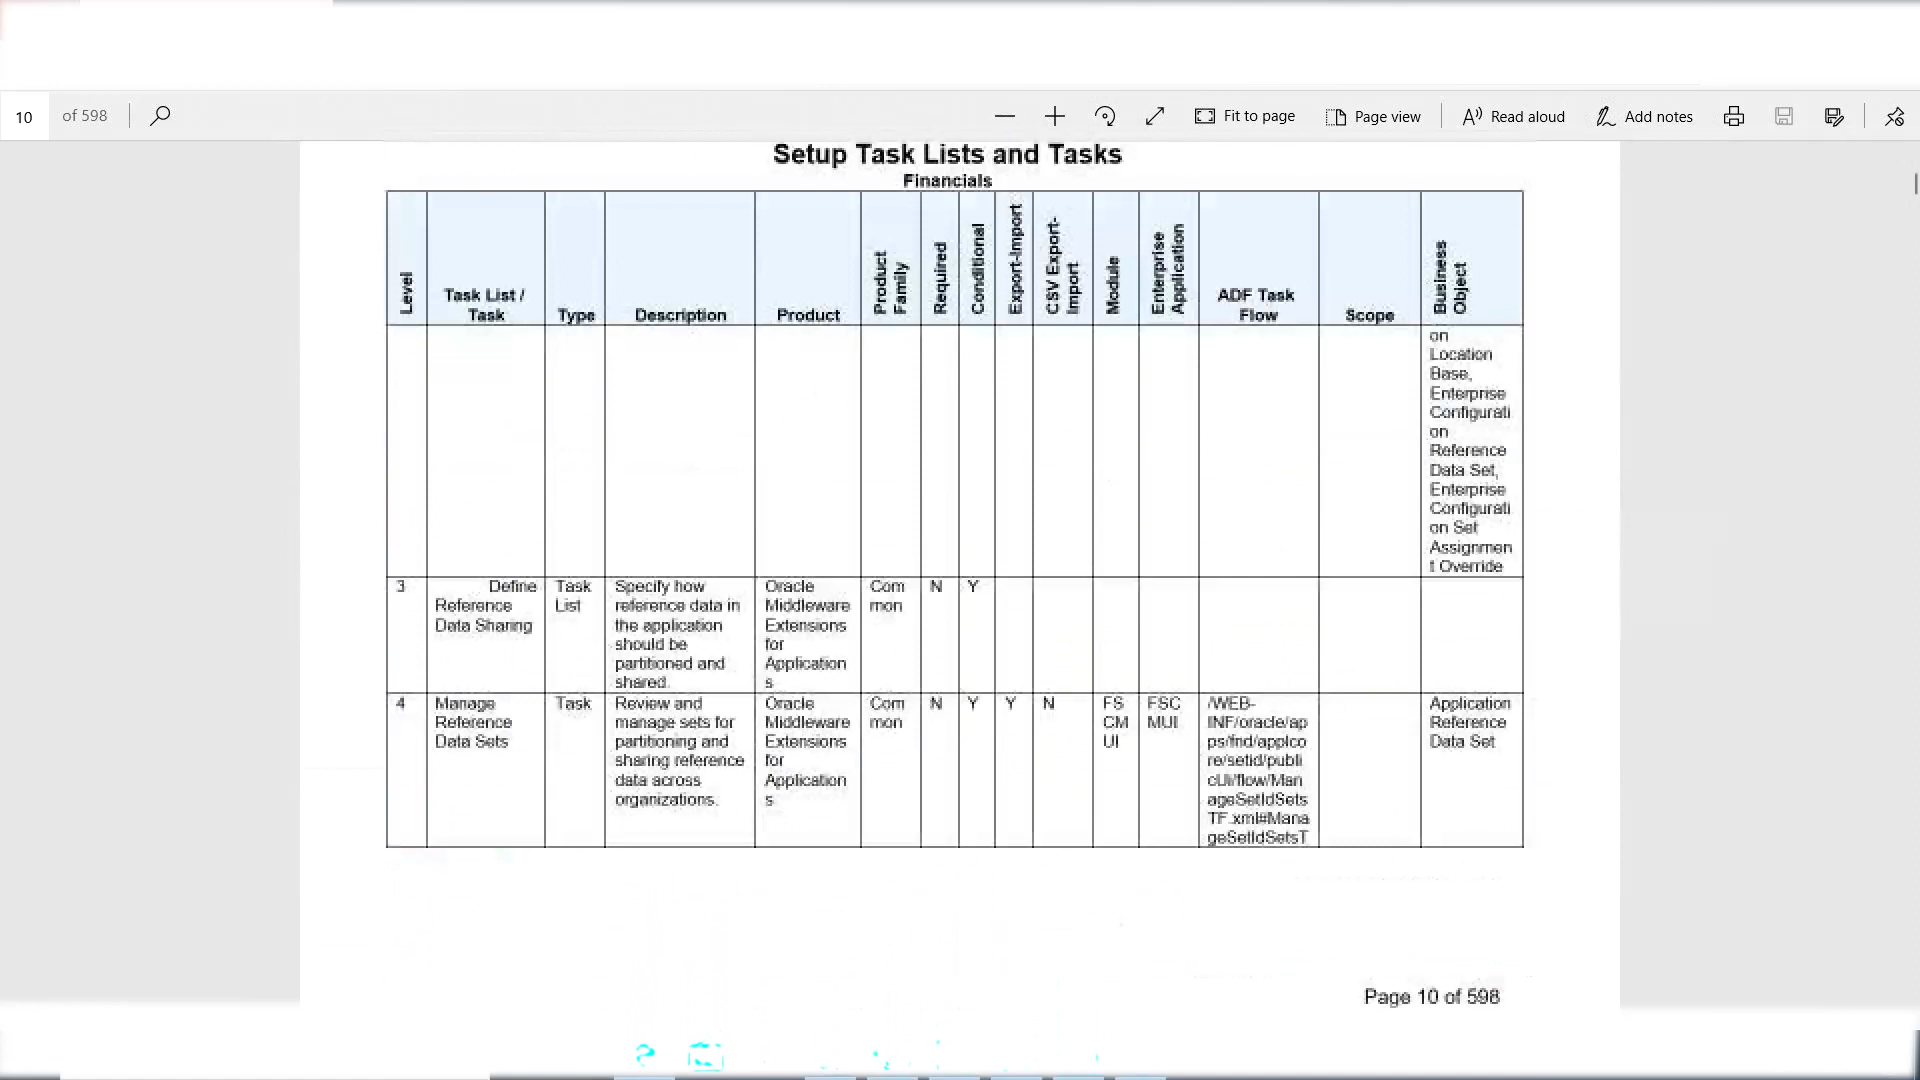 10 of 598 Fit to page Page view Read aloud Add notes
Setup Task Lists and Tasks
Financials
Level
Task List /
Task
Type
Description
Product
Product
Family
Required
Conditional
Export-Import
CSV Export-
Import
Module
Enterprise
Application
ADF Task
Flow
Scope
Business
Object
on
Location
Base,
Enterprise
Configurati
on
Reference
Data Set,
Enterprise
Configurati
on Set
Assignmen
t Override
3
Define
Reference
Data Sharing
Task
List
Specify how
reference data in
the application
should be
partitioned and
shared.
Oracle
Middleware
Extensions
for
Application
s
Com
mon
N
Y
4
Manage
Reference
Data Sets
Task
Review and
manage sets for
partitioning and
sharing reference
data across
organizations.
Oracle
Middleware
Extensions
for
Application
s
Com
mon
N
Y
Y
N
FS
CM
UI
FSC
MUI
/WEB-
INF/oracle/ap
ps/fnd/applco
re/setid/publi
cUi/flow/Man
ageSetIdSets
TF.xml#Mana
geSetIdSetsT
Application
Reference
Data Set
Page 10 of 598